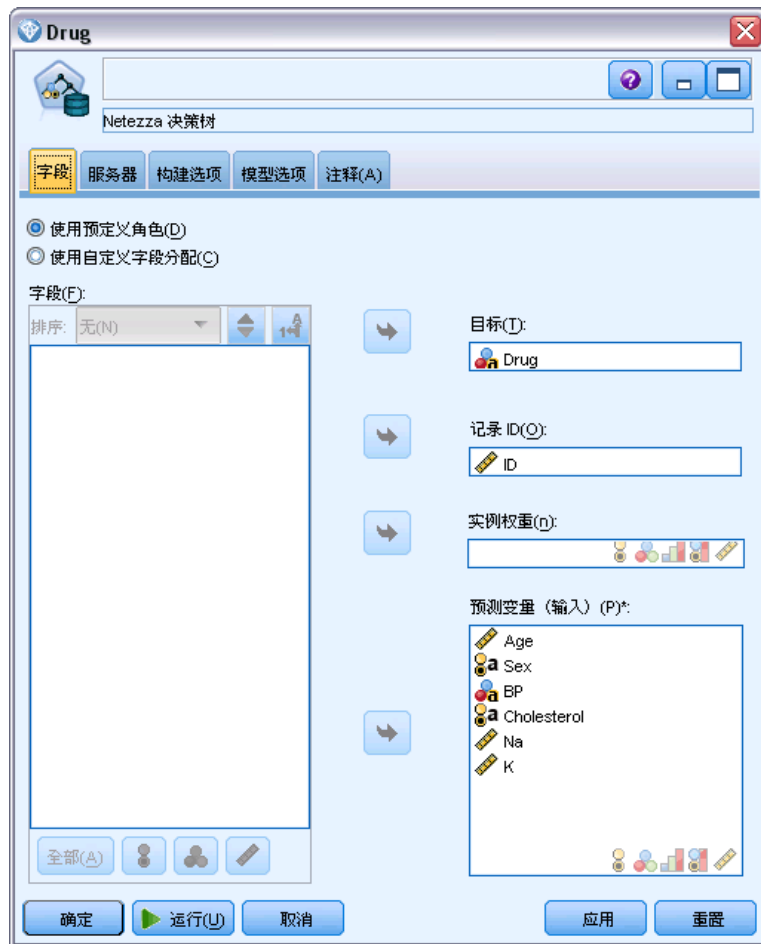 Drug
Netezza 决策树
字段 服务器 构建选项 模型选项 注释(A)
使用预定义角色(D)
使用自定义字段分配(C)
字段(F):
排序: 无(N)
目标(T):
Drug
记录 ID(O):
ID
实例权重(n):
预测变量（输入）(P)*:
Age
Sex
BP
Cholesterol
Na
K
全部(A)
确定 运行(U) 取消 应用 重置